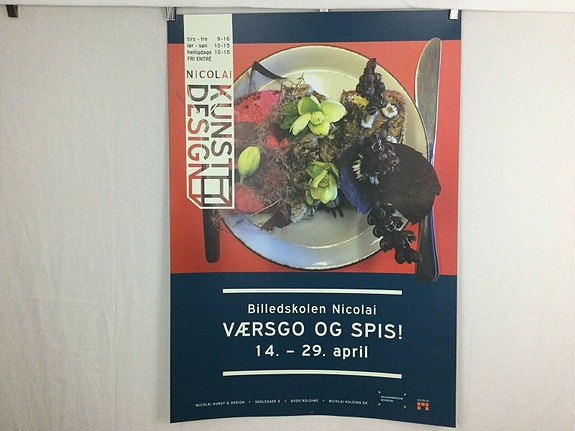 tirs - fre 9-16
lør - søn 10-15
helligdage 10-15
FRI ENTRÉ
NICOLAI
KUNST
DESIGN
Billedskolen Nicolai
VÆRSGO OG SPIS!
14. – 29. april
NICOLAI KUNST & DESIGN • SKOLEGADE 2 • 6000 KOLDING • NICOLAI.KOLDING.DK